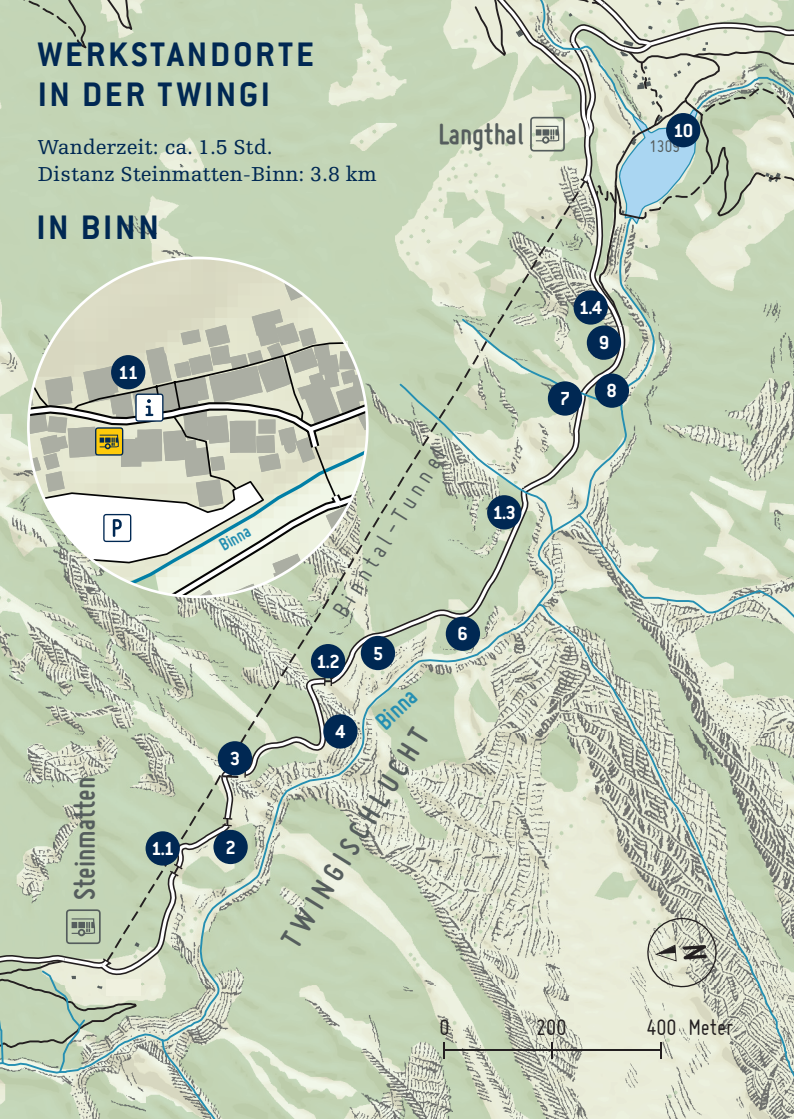 WERKSTANDORTE
IN DER TWINGI
Wanderzeit: ca. 1.5 Std.
Distanz Steinmatten-Binn: 3.8 km
IN BINN
Langthal
10
1303
1.4
9
11
i
7
8
P
Binna
Binntal-Tunnel
1.3
6
5
1.2
Binna
4
3
TWINGISCHLUCHT
Steinmatten
1.1
2
N
0 200 400 Meter